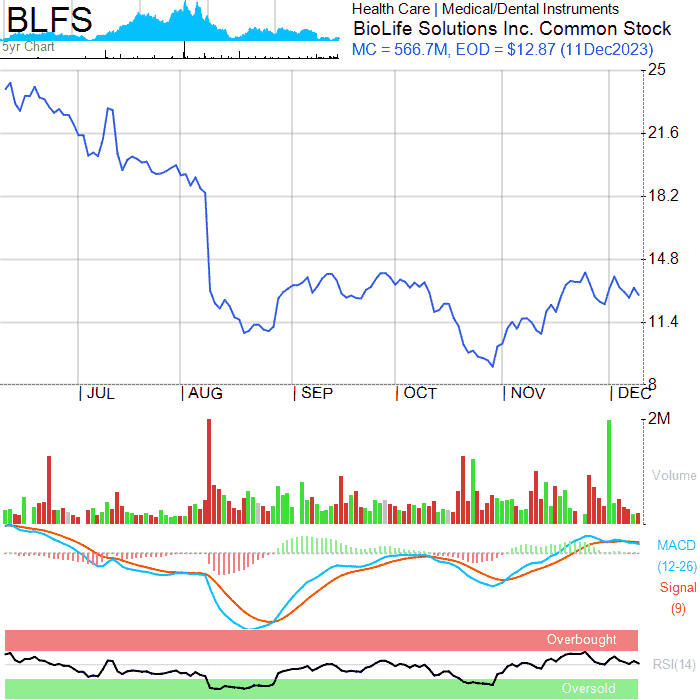 BLFS
5yr Chart
Health Care | Medical/Dental Instruments
BioLife Solutions Inc. Common Stock
MC = 566.7M, EOD = $12.87 (11Dec2023)
25
21.6
18.2
14.8
11.4
8
JUL
AUG
SEP
OCT
NOV
DEC
2M
Volume
MACD
(12-26)
Signal
(9)
Overbought
RSI(14)
Oversold